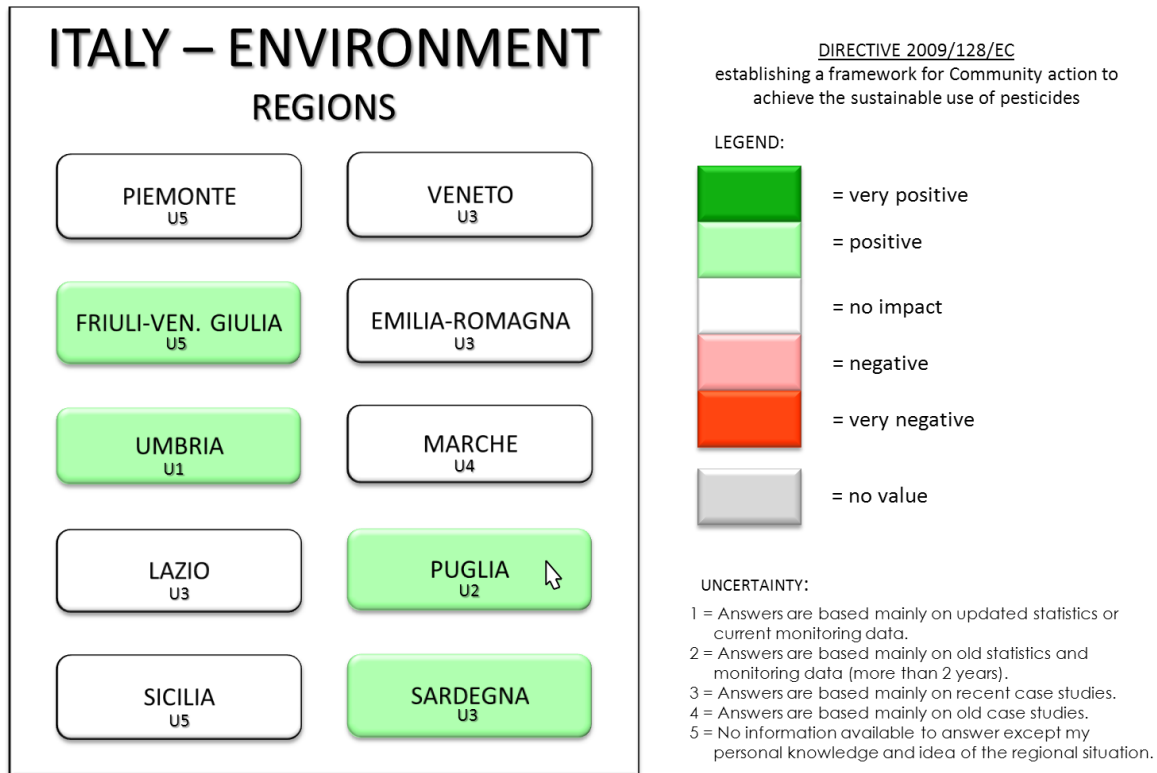 ITALY – ENVIRONMENT
REGIONS
PIEMONTE
U5
VENETO
U3
FRIULI-VEN. GIULIA
U5
EMILIA-ROMAGNA
U3
UMBRIA
U1
MARCHE
U4
LAZIO
U3
PUGLIA
U2
SICILIA
U5
SARDEGNA
U3
DIRECTIVE 2009/128/EC
establishing a framework for Community action to
achieve the sustainable use of pesticides
LEGEND:
= very positive
= positive
= no impact
= negative
= very negative
= no value
UNCERTAINTY:
1 = Answers are based mainly on updated statistics or
current monitoring data.
2 = Answers are based mainly on old statistics and
monitoring data (more than 2 years).
3 = Answers are based mainly on recent case studies.
4 = Answers are based mainly on old case studies.
5 = No information available to answer except my
personal knowledge and idea of the regional situation.